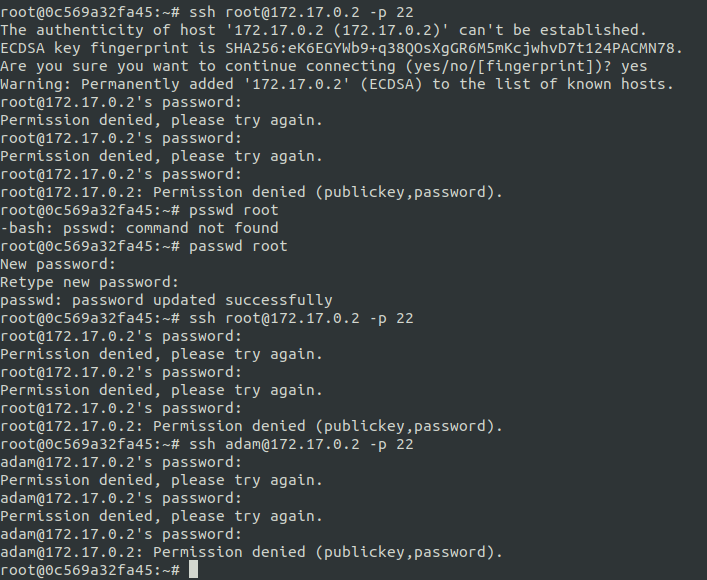 root@0c569a32fa45:~# ssh root@172.17.0.2 -p 22
The authenticity of host '172.17.0.2 (172.17.0.2)' can't be established.
ECDSA key fingerprint is SHA256:eK6EGYWb9+q38QOsXgGR6M5mKcjwhvD7t124PACMN78.
Are you sure you want to continue connecting (yes/no/[fingerprint])? yes
Warning: Permanently added '172.17.0.2' (ECDSA) to the list of known hosts.
root@172.17.0.2's password:
Permission denied, please try again.
root@172.17.0.2's password:
Permission denied, please try again.
root@172.17.0.2's password:
root@172.17.0.2: Permission denied (publickey,password).
root@0c569a32fa45:~# psswd root
-bash: psswd: command not found
root@0c569a32fa45:~# passwd root
New password:
Retype new password:
passwd: password updated successfully
root@0c569a32fa45:~# ssh root@172.17.0.2 -p 22
root@172.17.0.2's password:
Permission denied, please try again.
root@172.17.0.2's password:
Permission denied, please try again.
root@172.17.0.2's password:
root@172.17.0.2: Permission denied (publickey,password).
root@0c569a32fa45:~# ssh adam@172.17.0.2 -p 22
adam@172.17.0.2's password:
Permission denied, please try again.
adam@172.17.0.2's password:
Permission denied, please try again.
adam@172.17.0.2's password:
adam@172.17.0.2: Permission denied (publickey,password).
root@0c569a32fa45:~#